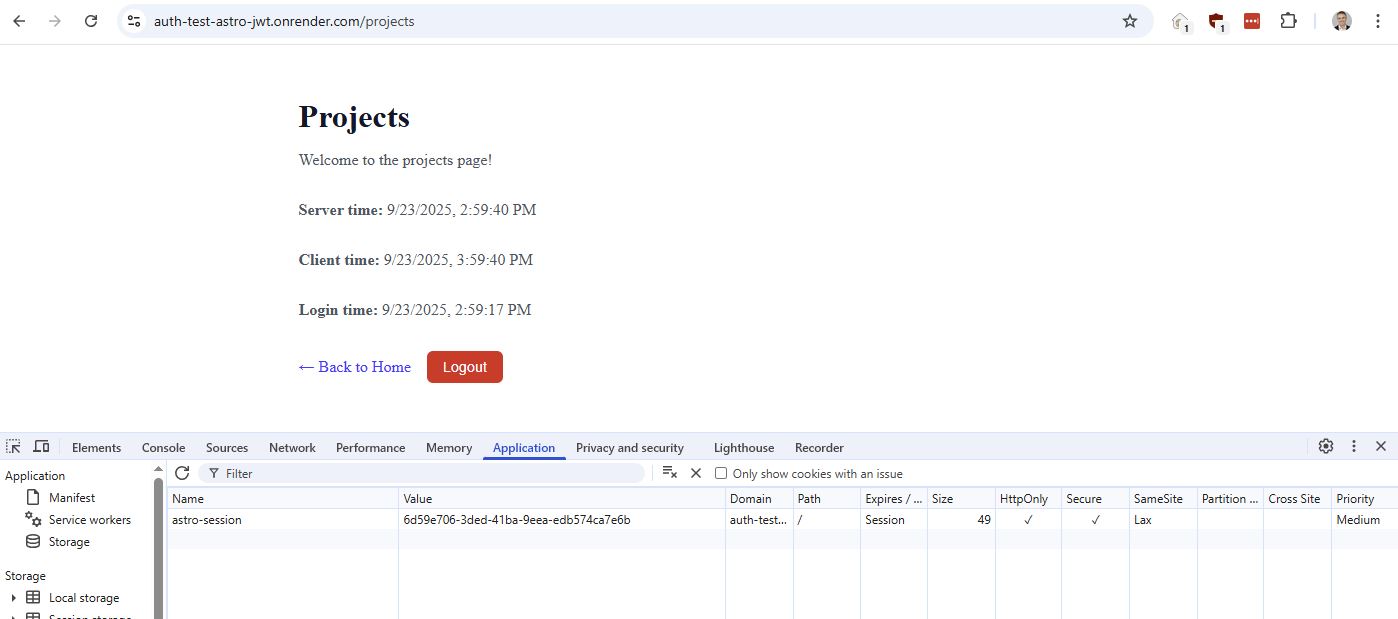 auth-test-astro-jwt.onrender.com/projects
1
1
Projects
Welcome to the projects page!
Server time: 9/23/2025, 2:59:40 PM
Client time: 9/23/2025, 3:59:40 PM
Login time: 9/23/2025, 2:59:17 PM
← Back to Home Logout
Elements Console Sources Network Performance Memory Application Privacy and security Lighthouse Recorder
Application
Manifest
Service workers
Storage
Storage
Local storage
Session storage
Filter Only show cookies with an issue
Name Value Domain Path Expires / ... Size HttpOnly Secure SameSite Partition ... Cross Site Priority
astro-session 6d59e706-3ded-41ba-9eea-edb574ca7e6b auth-test... / Session 49 ✓ ✓ Lax Medium